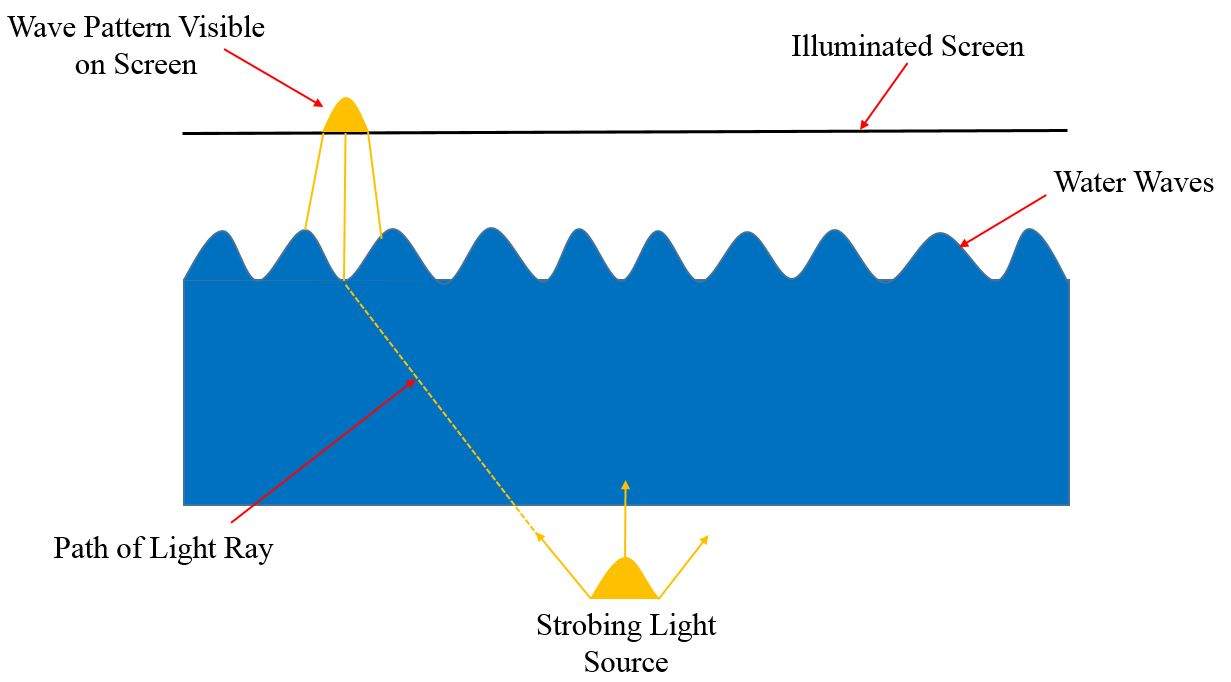 Wave Pattern Visible
on Screen
Illuminated Screen
Water Waves
Path of Light Ray
Strobing Light
Source